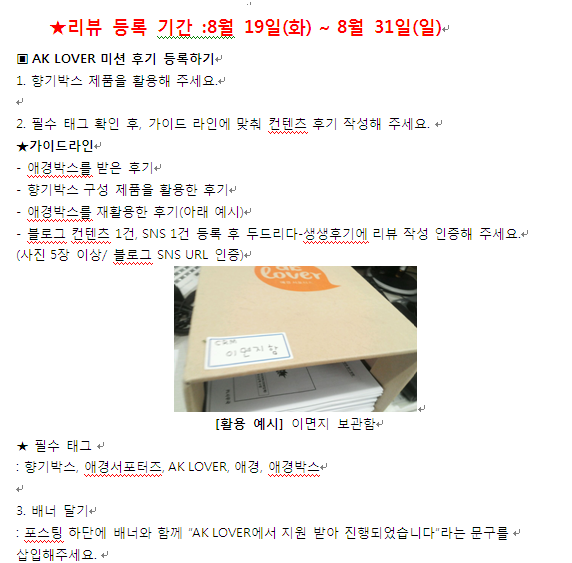 ★리뷰 등록 기간 :8월 19일(화) ~ 8월 31일(일)
▣ AK LOVER 미션 후기 등록하기
1. 향기박스 제품을 활용해 주세요.
2. 필수 태그 확인 후, 가이드 라인에 맞춰 컨텐츠 후기 작성해 주세요.
★가이드라인
- 애경박스를 받은 후기
- 향기박스 구성 제품을 활용한 후기
- 애경박스를 재활용한 후기(아래 예시)
- 블로그 컨텐츠 1건, SNS 1건 등록 후 두드리다-생생후기에 리뷰 작성 인증해 주세요.
(사진 5장 이상/ 블로그 SNS URL 인증)
ak
lover
이면지함
[활용 예시] 이면지 보관함
★ 필수 태그
: 향기박스, 애경서포터즈, AK LOVER, 애경, 애경박스
3. 배너 달기
: 포스팅 하단에 배너와 함께 "AK LOVER에서 지원 받아 진행되었습니다"라는 문구를
삽입해주세요.